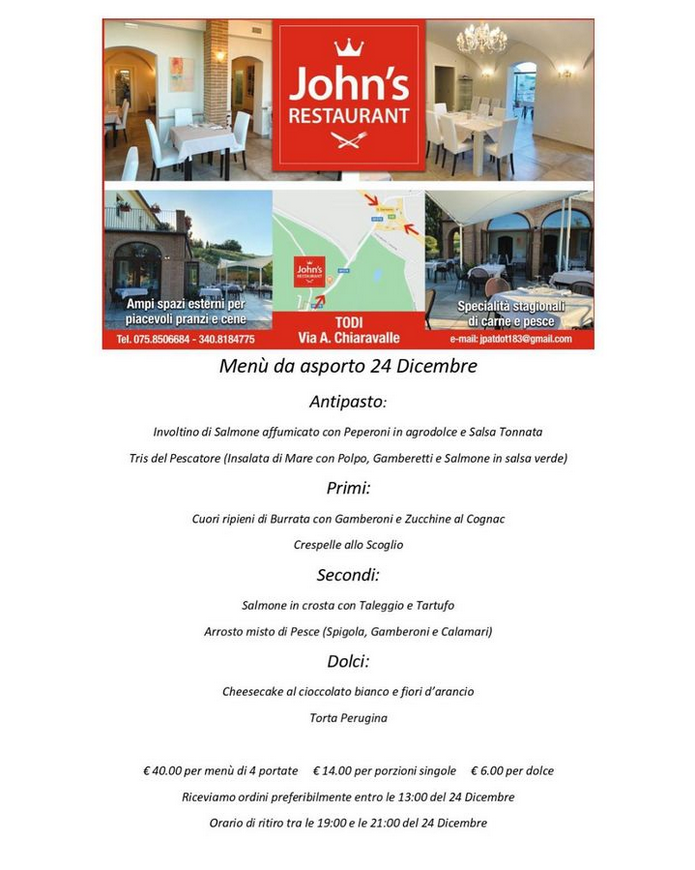 John's
RESTAURANT
John's
RESTAURANT
Ampi spazi esterni per
piacevoli pranzi e cene
TODI
Via A. Chiaravalle
Specialità stagionali
di carne e pesce
Tel. 075.8506684 - 340.8184775
e-mail: jpatdot183@gmail.com
Menù da asporto 24 Dicembre
Antipasto:
Involtino di Salmone affumicato con Peperoni in agrodolce e Salsa Tonnata
Tris del Pescatore (Insalata di Mare con Polpo, Gamberetti e Salmone in salsa verde)
Primi:
Cuori ripieni di Burrata con Gamberoni e Zucchine al Cognac
Crespelle allo Scoglio
Secondi:
Salmone in crosta con Taleggio e Tartufo
Arrosto misto di Pesce (Spigola, Gamberoni e Calamari)
Dolci:
Cheesecake al cioccolato bianco e fiori d'arancio
Torta Perugina
€ 40.00 per menù di 4 portate € 14.00 per porzioni singole € 6.00 per dolce
Riceviamo ordini preferibilmente entro le 13:00 del 24 Dicembre
Orario di ritiro tra le 19:00 e le 21:00 del 24 Dicembre